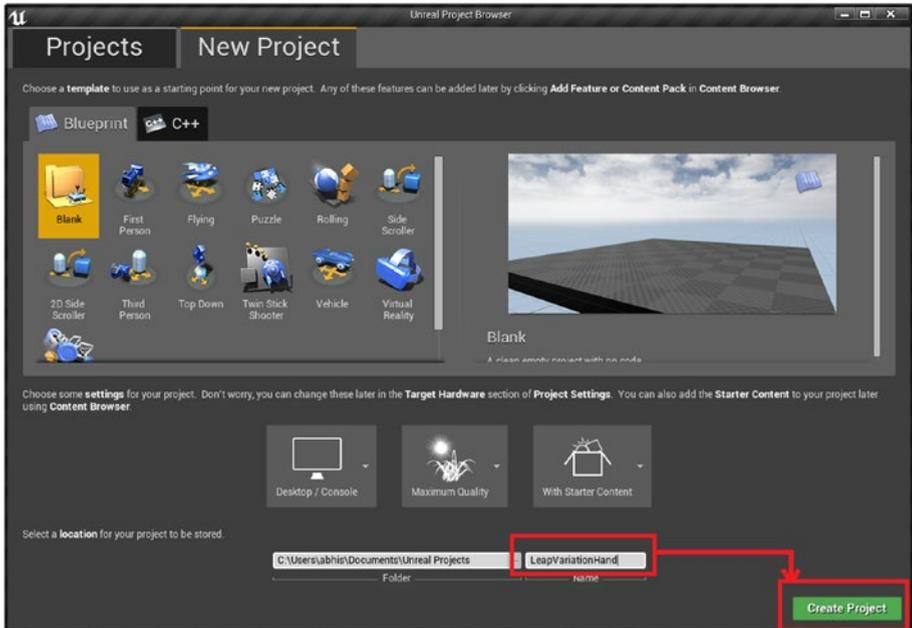 Unreal Project Browser
Projects
New Project
Choose a template to use as a starting point for your new project. Any of these features can be added later by clicking Add Feature or Content Pack in Content Browser.
Blueprint
C++
Blank
First Person
Flying
Puzzle
Rolling
Side Scroller
2D Side Scroller
Third Person
Top Down
Twin Stick Shooter
Vehicle
Virtual Reality
Blank
A clean empty project with no code.
Choose some settings for your project. Don't worry, you can change these later in the Target Hardware section of Project Settings. You can also add the Starter Content to your project later
using Content Browser.
Desktop / Console
Maximum Quality
With Starter Content
Select a location for your project to be stored.
C:\Users\abhis\Documents\Unreal Projects
LeapVariationHand
Folder
Name
Create Project